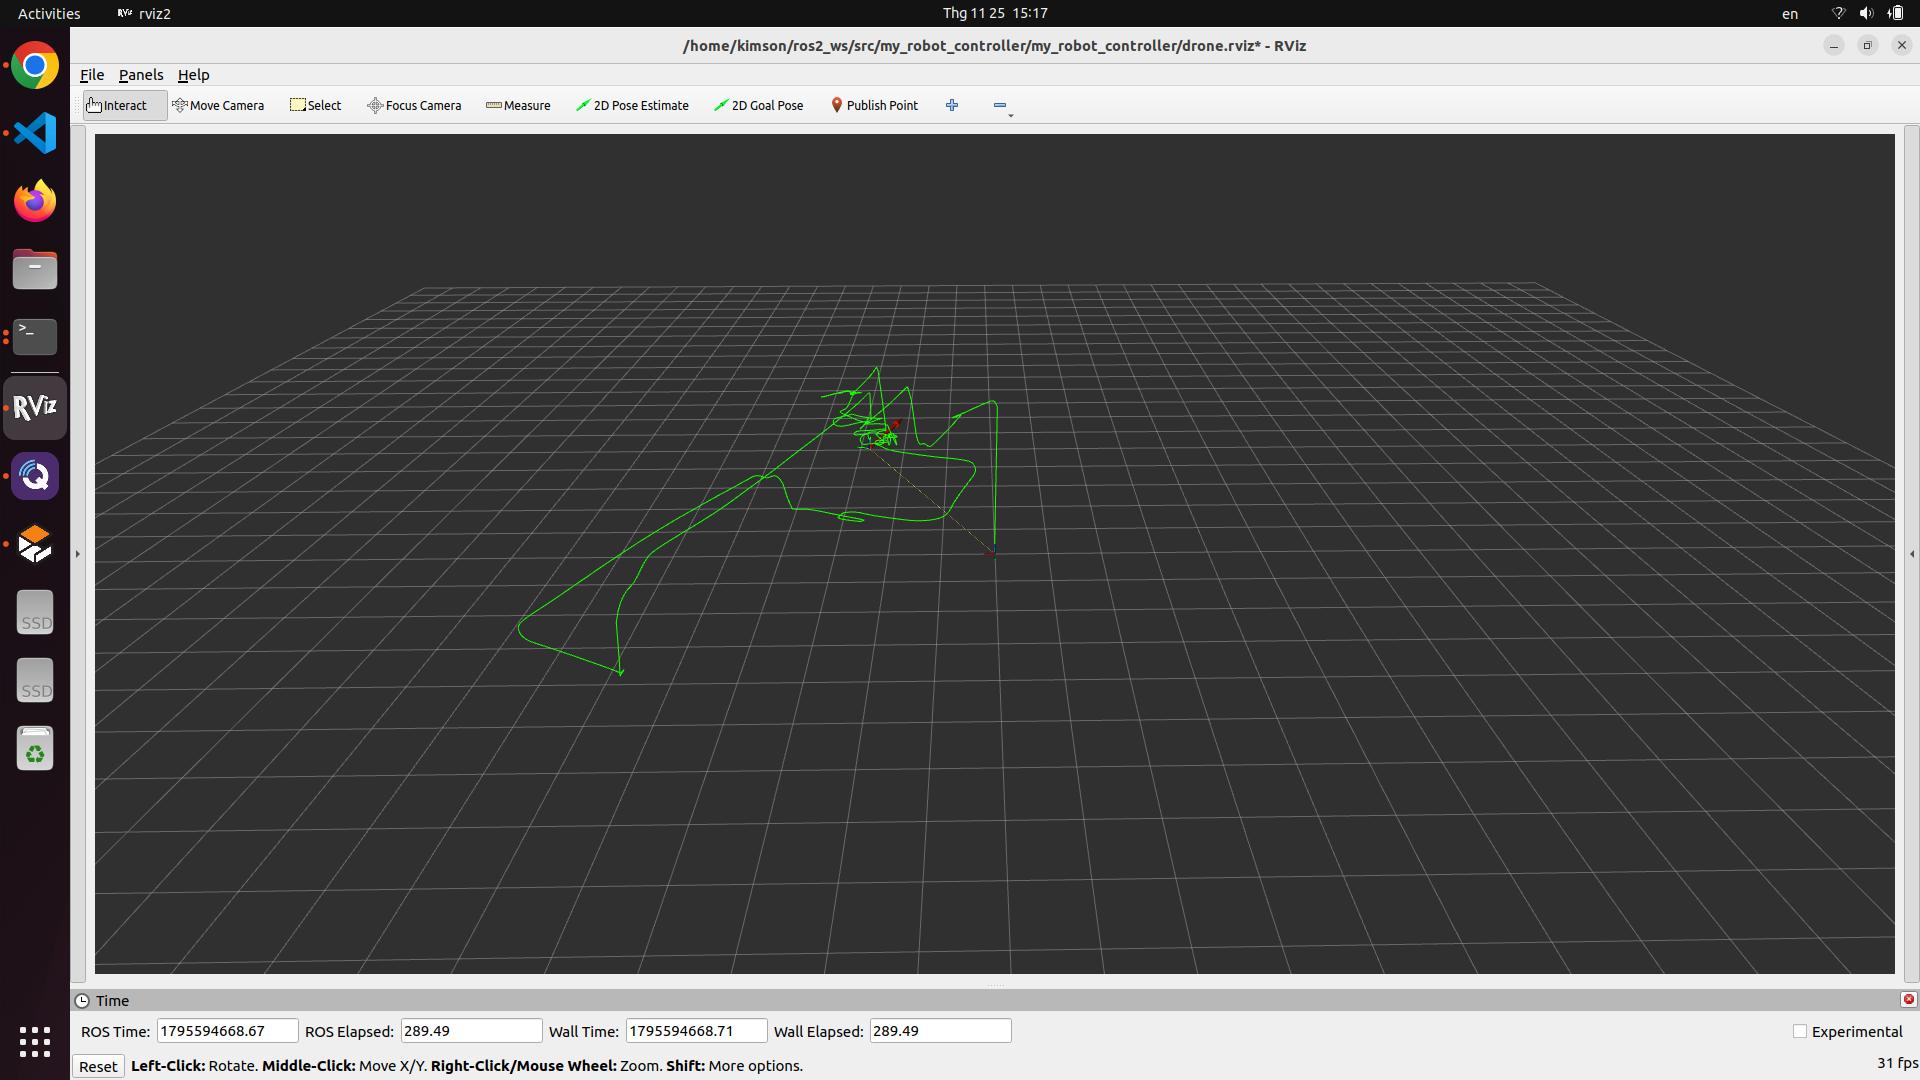 Activities RViz rviz2 Thg 11 25 15:17 en
/home/kimson/ros2_ws/src/my_robot_controller/my_robot_controller/drone.rviz* - RViz
File Panels Help
Interact Move Camera Select Focus Camera Measure 2D Pose Estimate 2D Goal Pose Publish Point
>_
RViz
SSD
SSD
Time
ROS Time: 1795594668.67 ROS Elapsed: 289.49 Wall Time: 1795594668.71 Wall Elapsed: 289.49 Experimental
Reset Left-Click: Rotate. Middle-Click: Move X/Y. Right-Click/Mouse Wheel: Zoom. Shift: More options. 31 fps